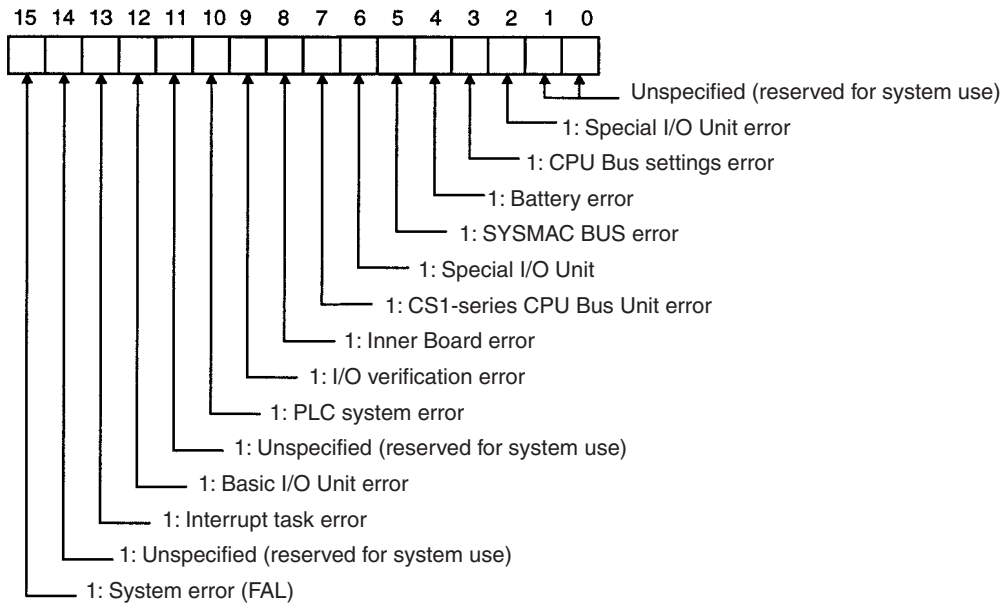 15 14 13 12 11 10 9 8 7 6 5 4 3 2 1 0
Unspecified (reserved for system use)
1: Special I/O Unit error
1: CPU Bus settings error
1: Battery error
1: SYSMAC BUS error
1: Special I/O Unit
1: CS1-series CPU Bus Unit error
1: Inner Board error
1: I/O verification error
1: PLC system error
1: Unspecified (reserved for system use)
1: Basic I/O Unit error
1: Interrupt task error
1: Unspecified (reserved for system use)
1: System error (FAL)